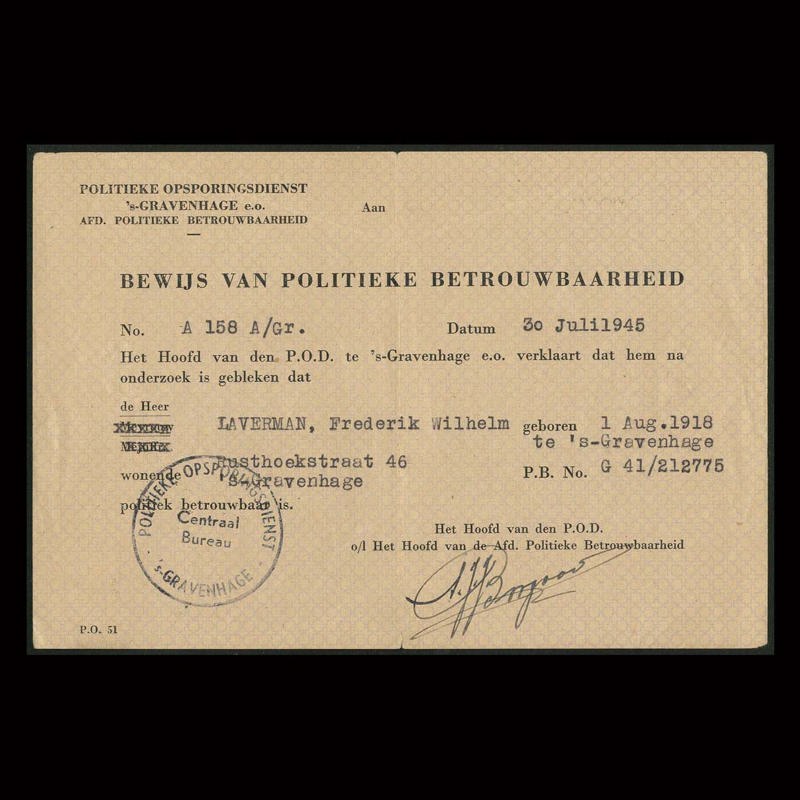 POLITIEKE OPSPORINGSDIENST
's-GRAVENHAGE e.o.
AFD. POLITIEKE BETROUWBAARHEID
Aan
BEWIJS VAN POLITIEKE BETROUWBAARHEID
No. A 158 A/Gr. Datum 3o Juli1945
Het Hoofd van den P.O.D. te 's-Gravenhage e.o. verklaart dat hem na
onderzoek is gebleken dat
de Heer
LAVERMAN, Frederik Wilhelm geboren 1 Aug.1918
te 's-Gravenhage
wonende Rusthoekstraat 46
's-Gravenhage
P.B. No. G 41/212775
politiek betrouwbaar is.
POLITIEKE OPSPORINGSDIENST
Centraal
Bureau
's-GRAVENHAGE
Het Hoofd van den P.O.D.
o/l Het Hoofd van de Afd. Politieke Betrouwbaarheid
P.O. 51